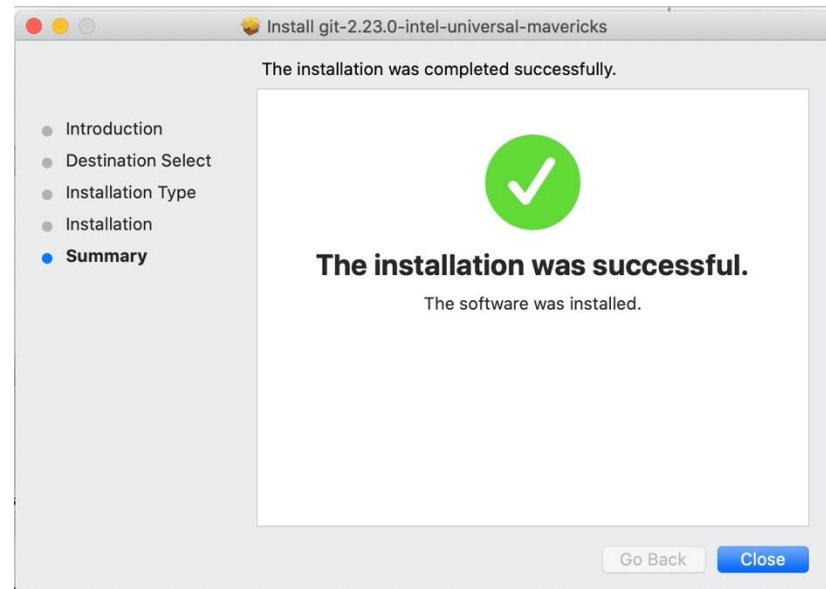 Install git-2.23.0-intel-universal-mavericks
The installation was completed successfully.
Introduction
Destination Select
Installation Type
Installation
Summary
The installation was successful.
The software was installed.
Go Back
Close